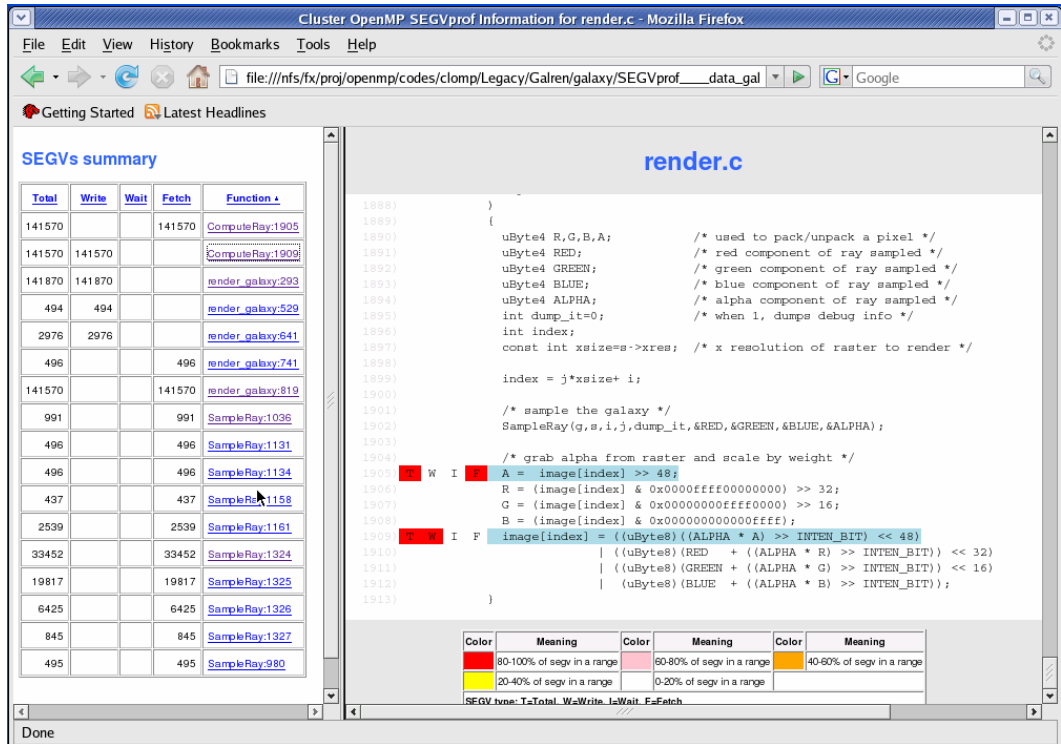 Cluster OpenMP SEGVprof Information for render.c - Mozilla Firefox
File Edit View History Bookmarks Tools Help
file:///nfs/fx/proj/openmp/codes/clomp/Legacy/Galren/galaxy/SEGVprof____data_gal
G Google
Getting Started Latest Headlines
SEGVs summary
Total Write Wait Fetch Function
141570 141570 ComputeRay:1905
141570 141570 ComputeRay:1909
141870 141870 render_galaxy:293
494 494 render_galaxy:529
2976 2976 render_galaxy:641
496 496 render_galaxy:741
141570 141570 render_galaxy:819
991 991 SampleRay:1036
496 496 SampleRay:1131
496 496 SampleRay:1134
437 437 SampleRay:1158
2539 2539 SampleRay:1161
33452 33452 SampleRay:1324
19817 19817 SampleRay:1325
6425 6425 SampleRay:1326
845 845 SampleRay:1327
495 495 SampleRay:980
render.c
1888) }
1889) {
1890) uByte4 R,G,B,A; /* used to pack/unpack a pixel */
1891) uByte4 RED; /* red component of ray sampled */
1892) uByte4 GREEN; /* green component of ray sampled */
1893) uByte4 BLUE; /* blue component of ray sampled */
1894) uByte4 ALPHA; /* alpha component of ray sampled */
1895) int dump_it=0; /* when 1, dumps debug info */
1896) int index;
1897) const int xsize=s->xres; /* x resolution of raster to render */
1898)
1899) index = j*xsize+ i;
1900)
1901) /* sample the galaxy */
1902) SampleRay(g,s,i,j,dump_it,&RED,&GREEN,&BLUE,&ALPHA);
1903)
1904) /* grab alpha from raster and scale by weight */
1905) T W I F A = image[index] >> 48;
1906) R = (image[index] & 0x0000ffff00000000) >> 32;
1907) G = (image[index] & 0x00000000ffff0000) >> 16;
1908) B = (image[index] & 0x000000000000ffff);
1909) T W I F image[index] = ((uByte8)((ALPHA * A) >> INTEN_BIT) << 48)
1910) | ((uByte8)(RED + ((ALPHA * R) >> INTEN_BIT)) << 32)
1911) | ((uByte8)(GREEN + ((ALPHA * G) >> INTEN_BIT)) << 16)
1912) | (uByte8)(BLUE + ((ALPHA * B) >> INTEN_BIT));
1913) }
Color Meaning Color Meaning Color Meaning
80-100% of segv in a range 60-80% of segv in a range 40-60% of segv in a range
20-40% of segv in a range 0-20% of segv in a range
SEGV type: T=Total, W=Write, I=Wait, F=Fetch
Done